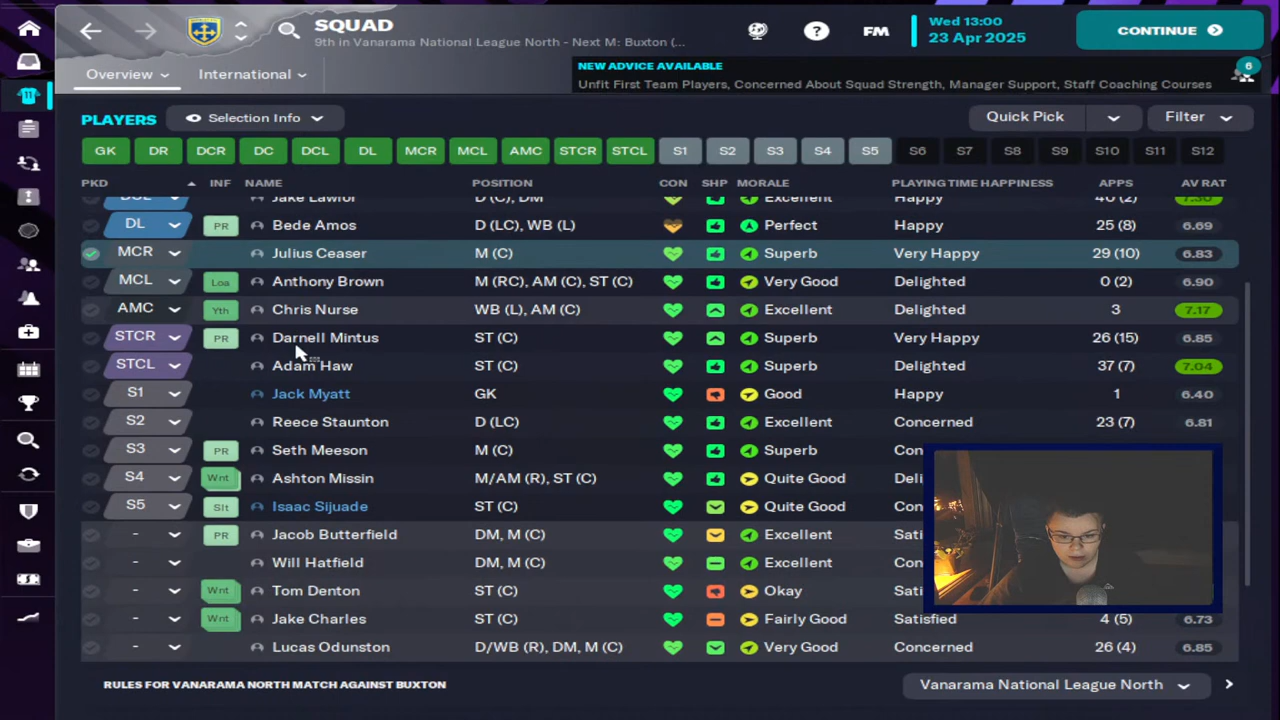 SQUAD
9th in Vanarama National League North - Next M: Buxton (...
? FM Wed 13:00
23 Apr 2025
CONTINUE
Overview International
NEW ADVICE AVAILABLE
Unfit First Team Players, Concerned About Squad Strength, Manager Support, Staff Coaching Courses
6
PLAYERS Selection Info Quick Pick Filter
GK DR DCR DC DCL DL MCR MCL AMC STCR STCL S1 S2 S3 S4 S5 S6 S7 S8 S9 S10 S11 S12
PKD INF NAME POSITION CON SHP MORALE PLAYING TIME HAPPINESS APPS AV RAT
DCL Jake Lawlor D (C), DM Excellent Happy 40 (2) 7.30
DL PR Bede Amos D (LC), WB (L) Perfect Happy 25 (8) 6.69
MCR Julius Ceaser M (C) Superb Very Happy 29 (10) 6.83
MCL Loa Anthony Brown M (RC), AM (C), ST (C) Very Good Delighted 0 (2) 6.90
AMC Yth Chris Nurse WB (L), AM (C) Excellent Delighted 3 7.17
STCR PR Darnell Mintus ST (C) Superb Very Happy 26 (15) 6.85
STCL Adam Haw ST (C) Superb Delighted 37 (7) 7.04
S1 Jack Myatt GK Good Happy 1 6.40
S2 Reece Staunton D (LC) Excellent Concerned 23 (7) 6.81
S3 PR Seth Meeson M (C) Superb
S4 Wnt Ashton Missin M/AM (R), ST (C) Quite Good
S5 Slt Isaac Sijuade ST (C) Quite Good
- PR Jacob Butterfield DM, M (C) Excellent
- Will Hatfield DM, M (C) Excellent
- Wnt Tom Denton ST (C) Okay
- Wnt Jake Charles ST (C) Fairly Good Satisfied 4 (5) 6.73
- Lucas Odunston D/WB (R), DM, M (C) Very Good Concerned 26 (4) 6.85
RULES FOR VANARAMA NORTH MATCH AGAINST BUXTON Vanarama National League North